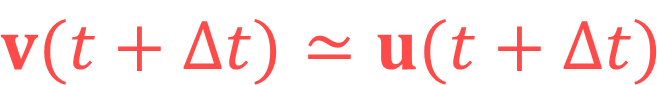 𝐯(𝑡 + Δ𝑡) ≃ 𝐮(𝑡 + Δ𝑡)